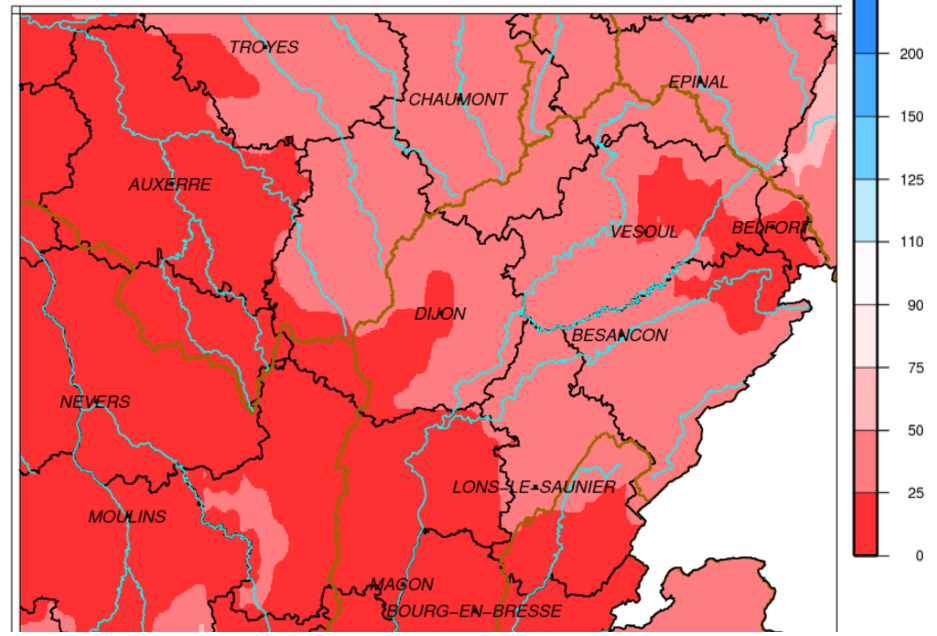 TROYES
200
EPINAL
CHAUMONT
150
125
AUXERRE
VESOUL
BELFORT
110
DIJON
90
BESANCON
75
NEVERS
50
LONS-LE-SAUNIER
25
MOULINS
0
MACON
BOURG-EN-BRESSE